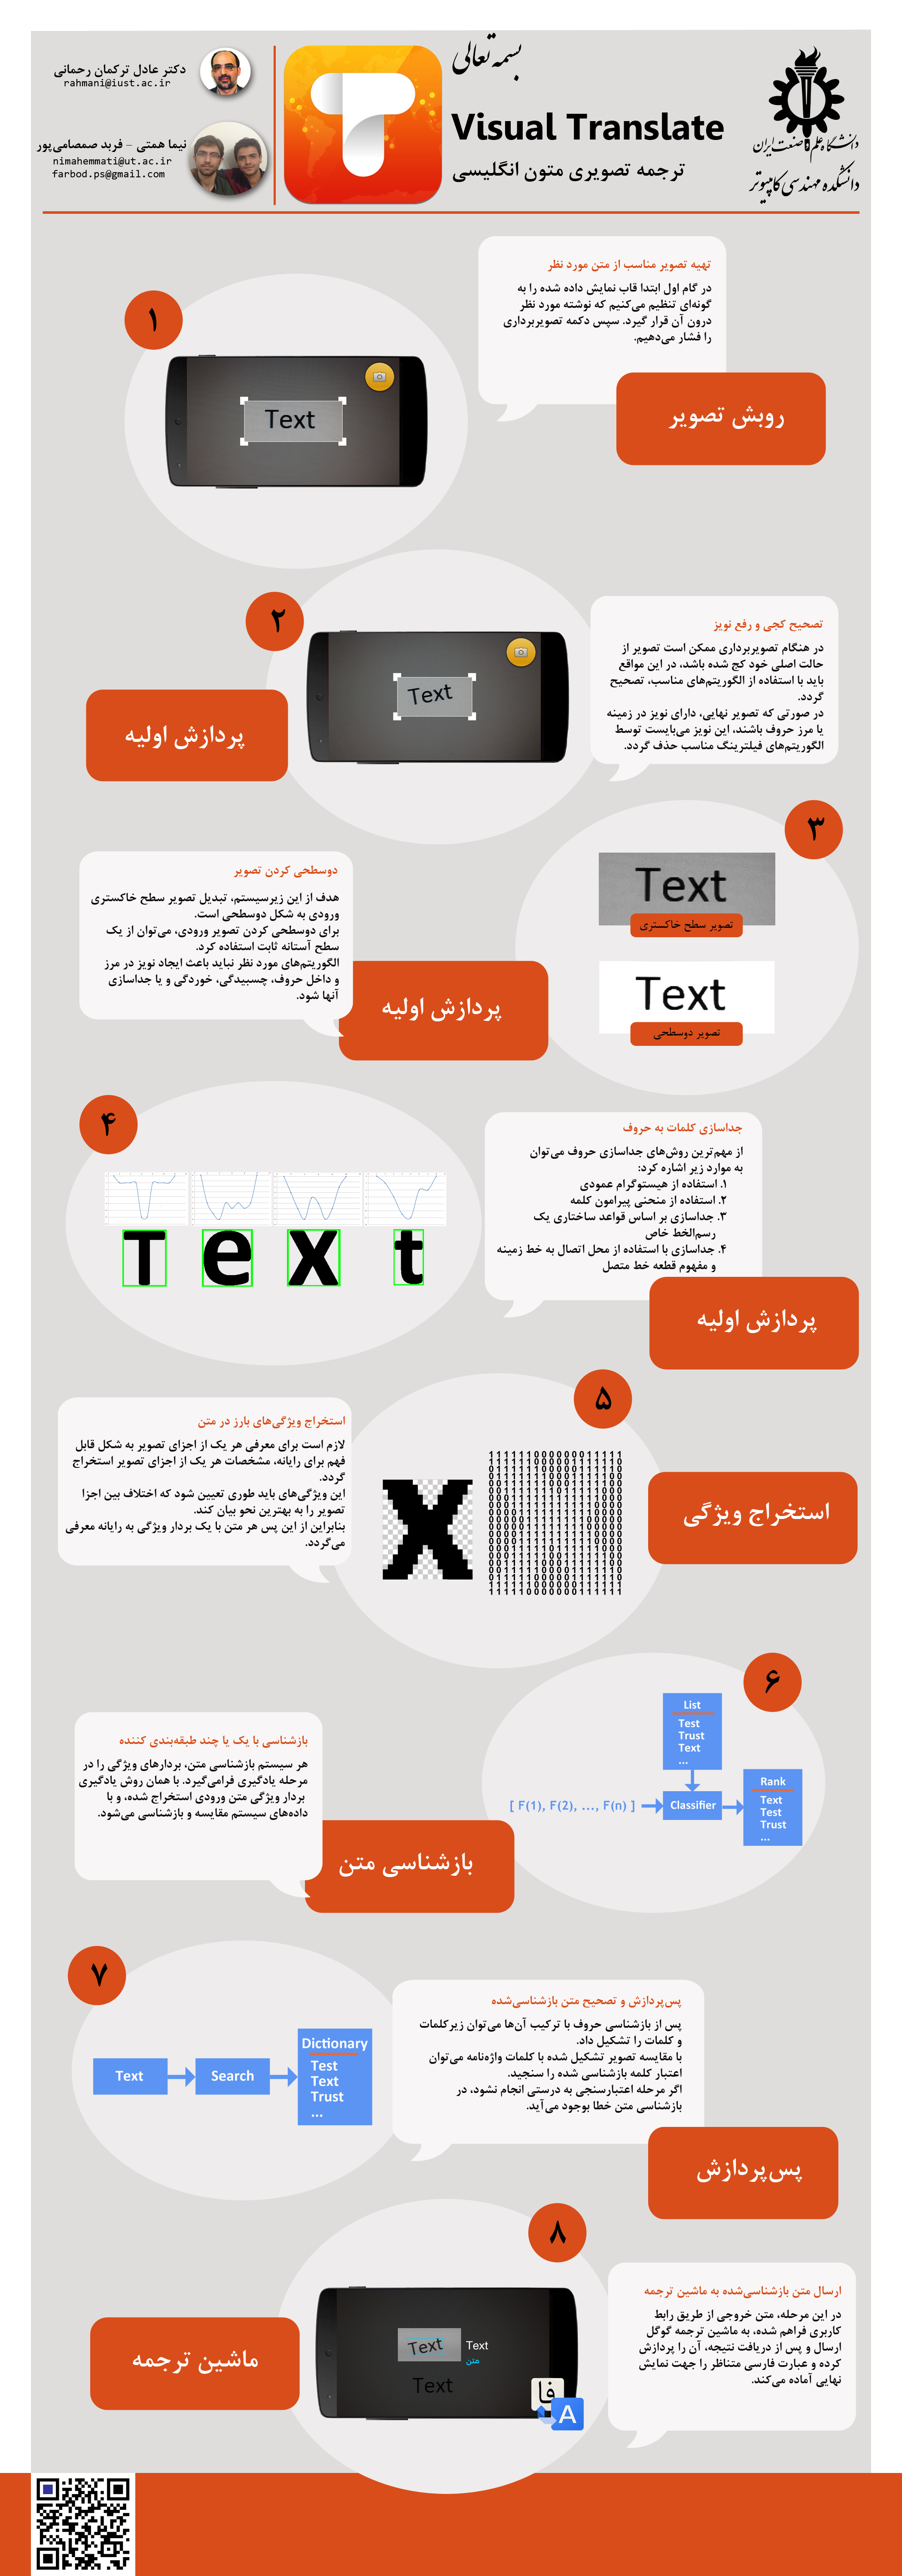 بسمه تعالی
Visual Translate
ترجمه تصویری متون انگلیسی
دانشگاه علم و صنعت ایران
دانشکده مهندسی کامپیوتر
دکتر عادل ترکمان رحمانی
rahmani@iust.ac.ir
نیما همتی - فربد صمصامی‌پور
nimahemmati@ut.ac.ir
farbod.ps@gmail.com
۱
Text
تهیه تصویر مناسب از متن مورد نظر
در گام اول ابتدا قاب نمایش داده شده را به
گونه‌ای تنظیم می‌کنیم که نوشته مورد نظر
درون آن قرار گیرد. سپس دکمه تصویربرداری
را فشار می‌دهیم.
روبش تصویر
۲
Text
تصحیح کجی و رفع نویز
در هنگام تصویربرداری ممکن است تصویر از
حالت اصلی خود کج شده باشد، در این مواقع
باید با استفاده از الگوریتم‌های مناسب، تصحیح
گردد.
در صورتی که تصویر نهایی، دارای نویز در زمینه
یا مرز حروف باشند، این نویز می‌بایست توسط
الگوریتم‌های فیلترینگ مناسب حذف گردد.
پردازش اولیه
۳
Text
تصویر سطح خاکستری
Text
تصویر دوسطحی
دوسطحی کردن تصویر
هدف از این زیرسیستم، تبدیل تصویر سطح خاکستری
ورودی به شکل دوسطحی است.
برای دوسطحی کردن تصویر ورودی، می‌توان از یک
سطح آستانه ثابت استفاده کرد.
الگوریتم‌های مورد نظر نباید باعث ایجاد نویز در مرز
و داخل حروف، چسبیدگی، خوردگی و یا جداسازی
آنها شود.
پردازش اولیه
۴
T e x t
جداسازی کلمات به حروف
از مهم‌ترین روش‌های جداسازی حروف می‌توان
به موارد زیر اشاره کرد:
۱. استفاده از هیستوگرام عمودی
۲. استفاده از منحنی پیرامون کلمه
۳. جداسازی بر اساس قواعد ساختاری یک
رسم‌الخط خاص
۴. جداسازی با استفاده از محل اتصال به خط زمینه
و مفهوم قطعه خط متصل
پردازش اولیه
۵
X
استخراج ویژگی‌های بارز در متن
لازم است برای معرفی هر یک از اجزای تصویر به شکل قابل
فهم برای رایانه، مشخصات هر یک از اجزای تصویر استخراج
گردد.
این ویژگی‌های باید طوری تعیین شود که اختلاف بین اجزا
تصویر را به بهترین نحو بیان کند.
بنابراین از این پس هر متن با یک بردار ویژگی به رایانه معرفی
می‌گردد.
استخراج ویژگی
۶
List
Test
Trust
Text
...
[ F(1), F(2), ..., F(n) ]
Classifier
Rank
Text
Test
Trust
...
بازشناسی با یک یا چند طبقه‌بندی کننده
هر سیستم بازشناسی متن، بردارهای ویژگی را در
مرحله یادگیری فرامی‌گیرد. با همان روش یادگیری
بردار ویژگی متن ورودی استخراج شده، و با
داده‌های سیستم مقایسه و بازشناسی می‌شود.
بازشناسی متن
۷
Text
Search
Dictionary
Test
Text
Trust
...
پس‌پردازش و تصحیح متن بازشناسی‌شده
پس از بازشناسی حروف با ترکیب آن‌ها می‌توان زیرکلمات
و کلمات را تشکیل داد.
با مقایسه تصویر تشکیل شده با کلمات واژه‌نامه می‌توان
اعتبار کلمه بازشناسی شده را سنجید.
اگر مرحله اعتبارسنجی به درستی انجام نشود، در
بازشناسی متن خطا بوجود می‌آید.
پس‌پردازش
۸
Text
Text
متن
Text
فا
A
ارسال متن بازشناسی‌شده به ماشین ترجمه
در این مرحله، متن خروجی از طریق رابط
کاربری فراهم شده، به ماشین ترجمه گوگل
ارسال و پس از دریافت نتیجه، آن را پردازش
کرده و عبارت فارسی متناظر را جهت نمایش
نهایی آماده می‌کند.
ماشین ترجمه